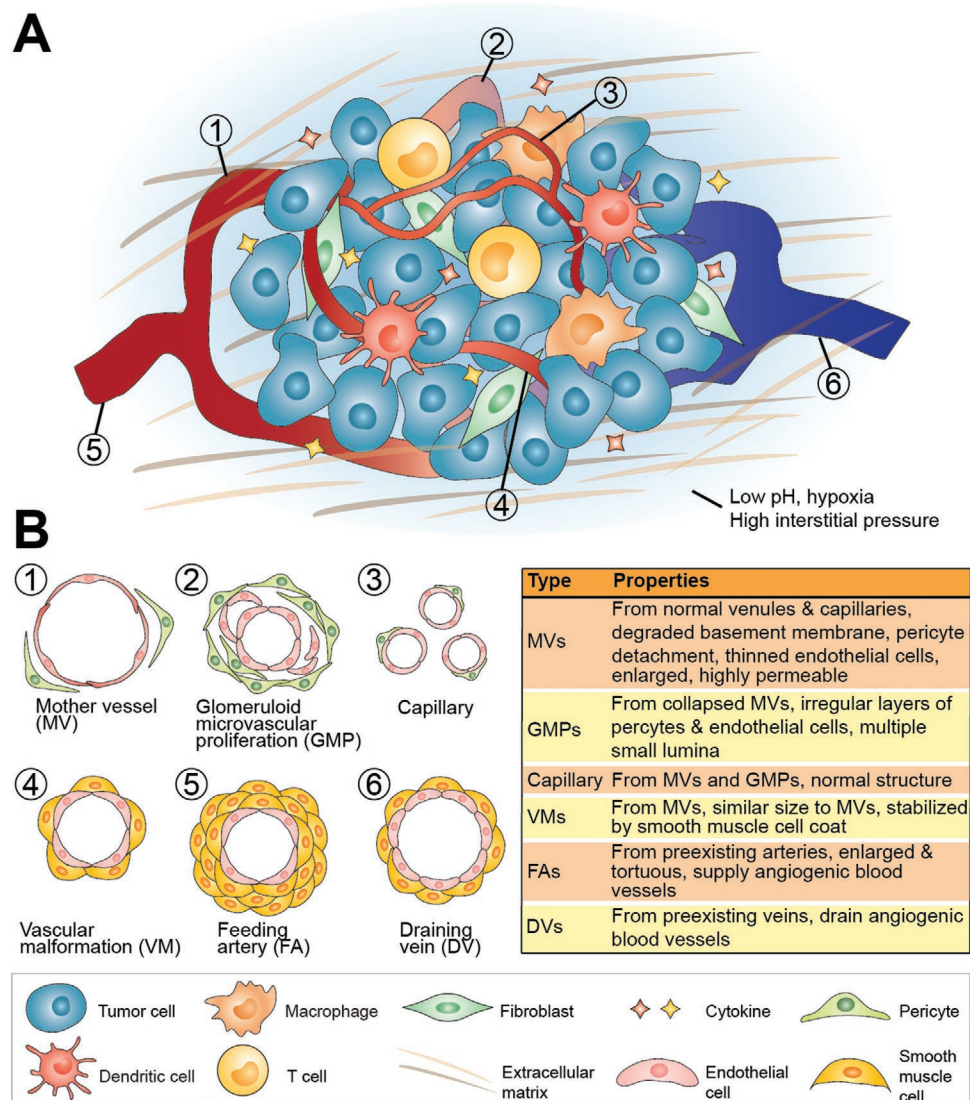 A
①
②
③
④
⑤
⑥
Low pH, hypoxia
High interstitial pressure
B
①
Mother vessel
(MV)
②
Glomeruloid
microvascular
proliferation (GMP)
③
Capillary
④
Vascular
malformation (VM)
⑤
Feeding
artery (FA)
⑥
Draining
vein (DV)
Type Properties
MVs From normal venules & capillaries,
degraded basement membrane, pericyte
detachment, thinned endothelial cells,
enlarged, highly permeable
GMPs From collapsed MVs, irregular layers of
percytes & endothelial cells, multiple
small lumina
Capillary From MVs and GMPs, normal structure
VMs From MVs, similar size to MVs, stabilized
by smooth muscle cell coat
FAs From preexisting arteries, enlarged &
tortuous, supply angiogenic blood
vessels
DVs From preexisting veins, drain angiogenic
blood vessels
Tumor cell
Macrophage
Fibroblast
Cytokine
Pericyte
Dendritic cell
T cell
Extracellular
matrix
Endothelial
cell
Smooth
muscle
cell